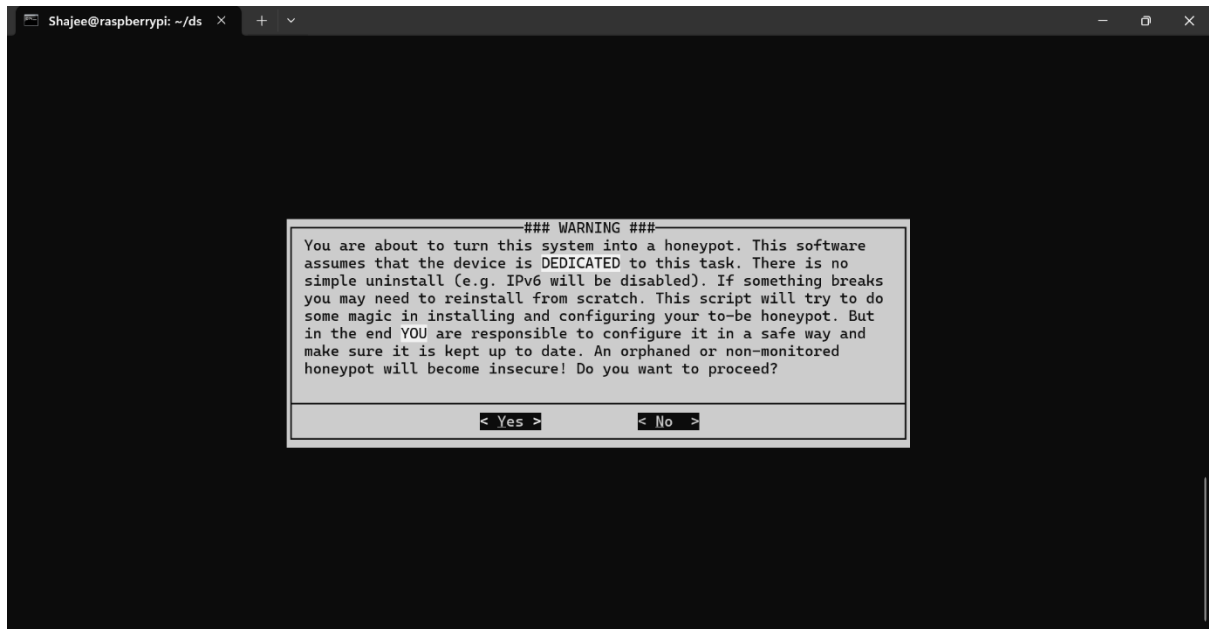 Shajee@raspberrypi: ~/ds
### WARNING ###
You are about to turn this system into a honeypot. This software
assumes that the device is DEDICATED to this task. There is no
simple uninstall (e.g. IPv6 will be disabled). If something breaks
you may need to reinstall from scratch. This script will try to do
some magic in installing and configuring your to-be honeypot. But
in the end YOU are responsible to configure it in a safe way and
make sure it is kept up to date. An orphaned or non-monitored
honeypot will become insecure! Do you want to proceed?
< Yes > < No >